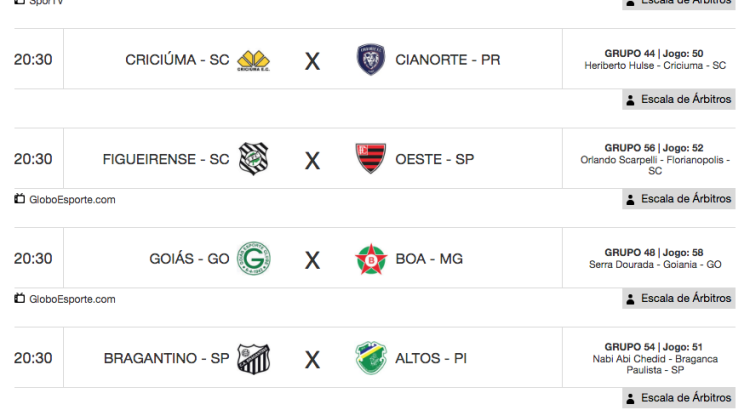 SporTV
Escala de Árbitros
20:30
CRICIÚMA - SC
CRICIÚMA E.C.
X
CIANORTE - PR
GRUPO 44 | Jogo: 50
Heriberto Hulse - Criciuma - SC
Escala de Árbitros
20:30
FIGUEIRENSE - SC
X
OESTE - SP
GRUPO 56 | Jogo: 52
Orlando Scarpelli - Florianopolis -
SC
GloboEsporte.com
Escala de Árbitros
20:30
GOIÁS - GO
G
X
B
BOA - MG
GRUPO 48 | Jogo: 58
Serra Dourada - Goiania - GO
GloboEsporte.com
Escala de Árbitros
20:30
BRAGANTINO - SP
X
ALTOS - PI
GRUPO 54 | Jogo: 51
Nabi Abi Chedid - Braganca
Paulista - SP
Escala de Árbitros